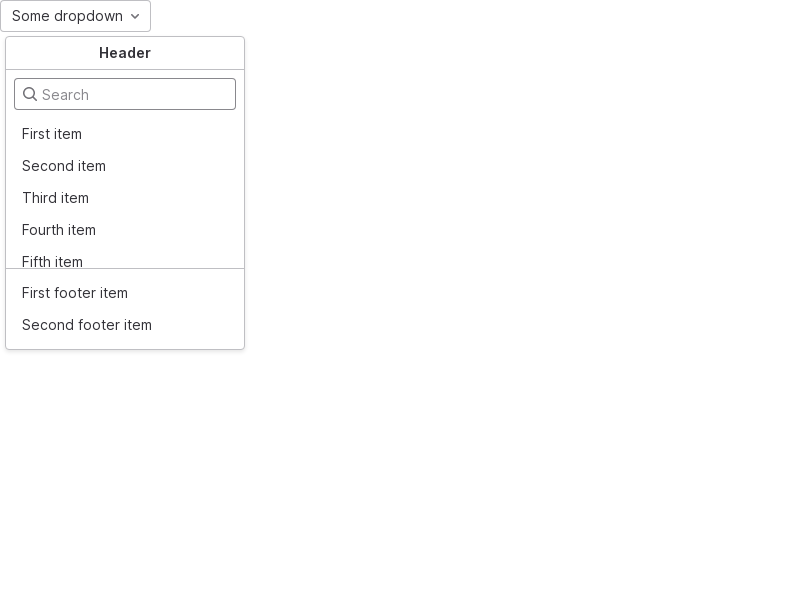 Some dropdown
Header
Search
First item
Second item
Third item
Fourth item
Fifth item
First footer item
Second footer item